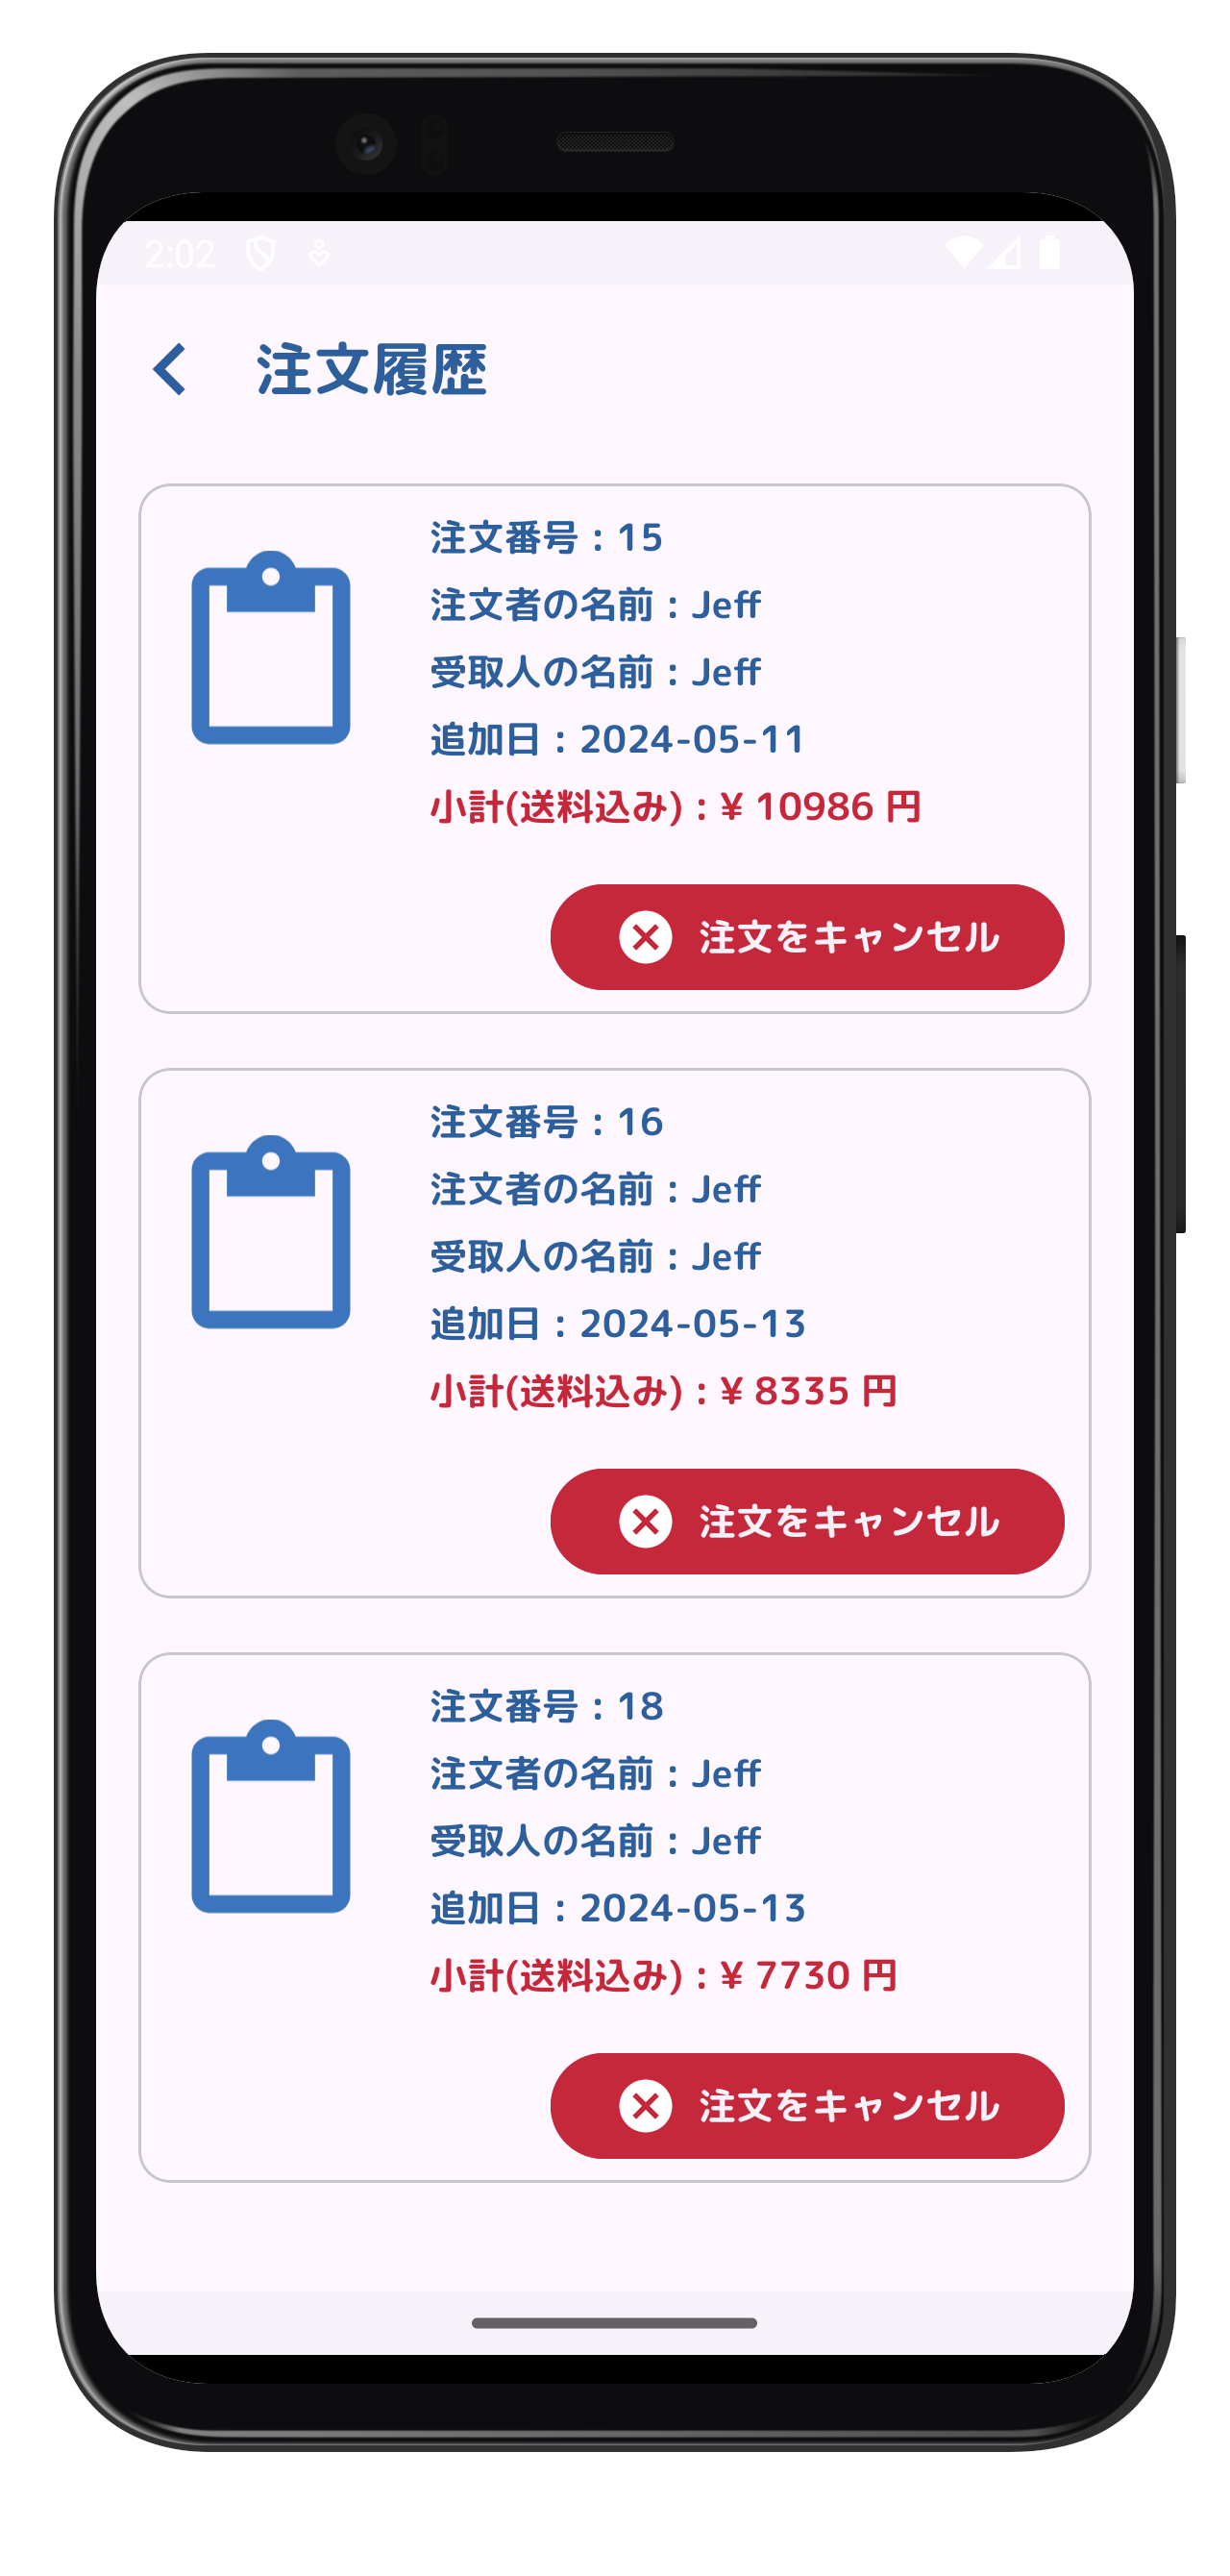 2:02
注文履歴
注文番号 : 15
注文者の名前 : Jeff
受取人の名前 : Jeff
追加日 : 2024-05-11
小計(送料込み) : ¥ 10986 円
注文をキャンセル
注文番号 : 16
注文者の名前 : Jeff
受取人の名前 : Jeff
追加日 : 2024-05-13
小計(送料込み) : ¥ 8335 円
注文をキャンセル
注文番号 : 18
注文者の名前 : Jeff
受取人の名前 : Jeff
追加日 : 2024-05-13
小計(送料込み) : ¥ 7730 円
注文をキャンセル